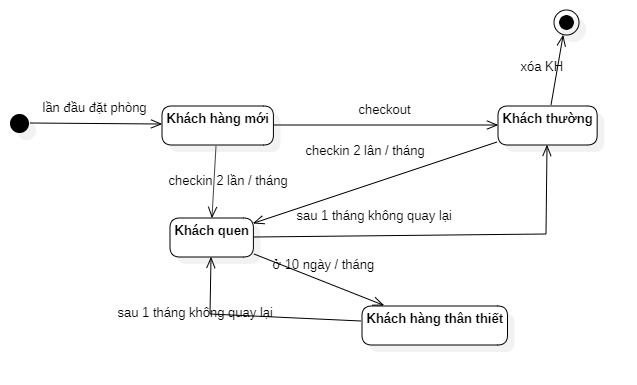 xóa KH
lần đầu đặt phòng
Khách hàng mới
checkout
Khách thường
checkin 2 lân / tháng
checkin 2 lần / tháng
sau 1 tháng không quay lại
Khách quen
ở 10 ngày / tháng
sau 1 tháng không quay lại
Khách hàng thân thiết